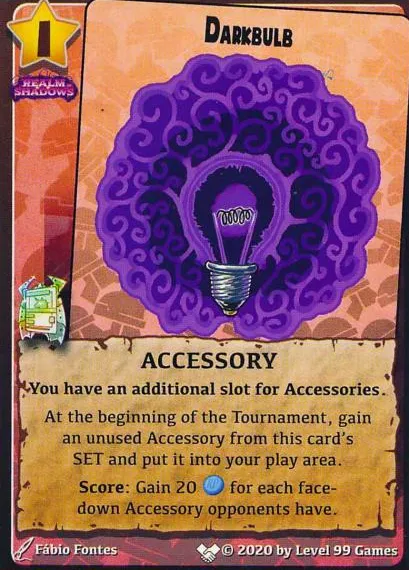 1
DARKBULB
REALM
SHADOWS
ACCESSORY
You have an additional slot for Accessories.
At the beginning of the Tournament, gain
an unused Accessory from this card's
SET and put it into your play area.
Score: Gain 20 for each face-
down Accessory opponents have.
Fábio Fontes
© 2020 by Level 99 Games